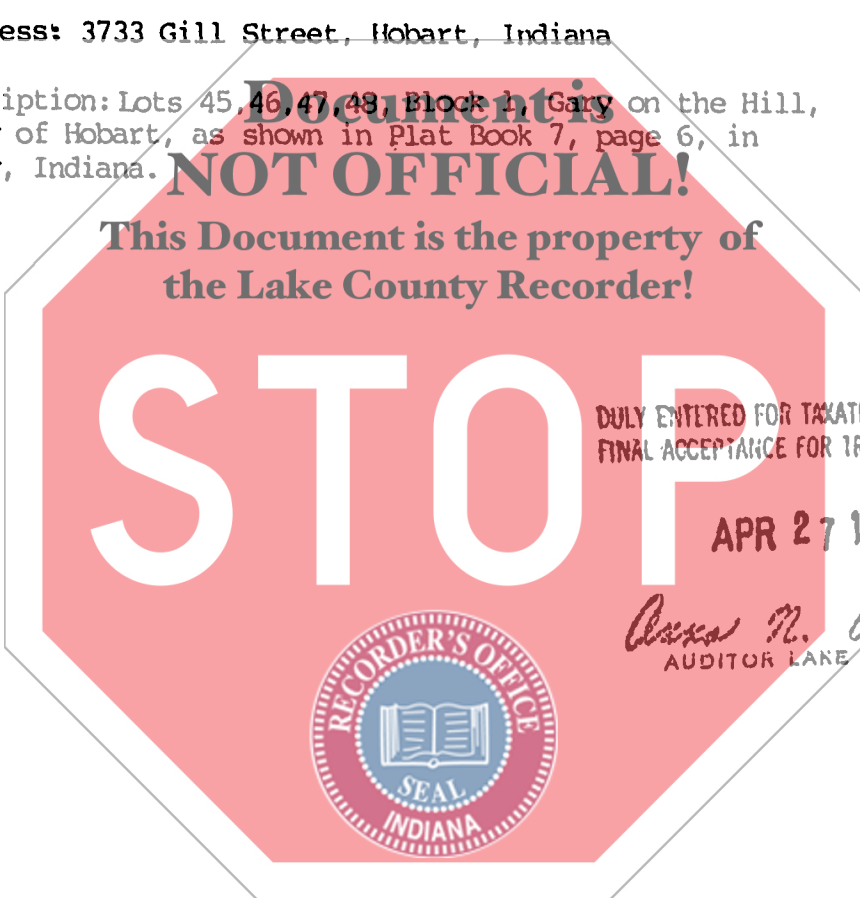 ess: 3733 Gill Street, Hobart, Indiana
iption: Lots 45,46,47,48, Block 1, Gary on the Hill,
of Hobart, as shown in Plat Book 7, page 6, in
, Indiana.
Document is
NOT OFFICIAL!
This Document is the property of
the Lake County Recorder!
STOP
DULY ENTERED FOR TAXATI
FINAL ACCEPTANCE FOR TR
APR 27 1
N.
AUDITOR LAKE
RECORDER'S OFFICE
SEAL
INDIANA